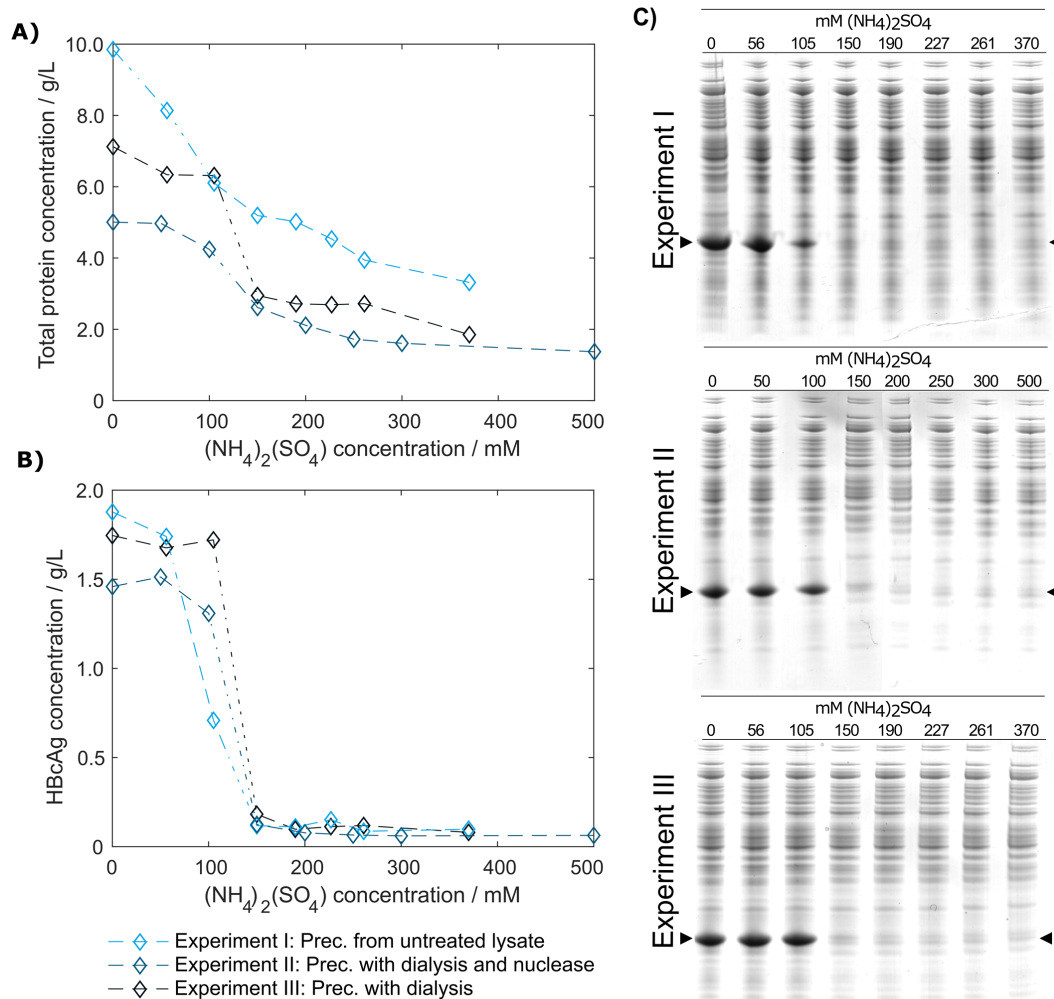 A)
10.0
8.0
6.0
4.0
2.0
0
Total protein concentration / g/L
0 100 200 300 400 500
(NH4)2(SO4) concentration / mM
B)
2.0
1.5
1.0
0.5
0
HBcAg concentration / g/L
0 100 200 300 400 500
(NH4)2(SO4) concentration / mM
Experiment I: Prec. from untreated lysate
Experiment II: Prec. with dialysis and nuclease
Experiment III: Prec. with dialysis
C)
mM (NH4)2SO4
0 56 105 150 190 227 261 370
Experiment I
mM (NH4)2SO4
0 50 100 150 200 250 300 500
Experiment II
mM (NH4)2SO4
0 56 105 150 190 227 261 370
Experiment III